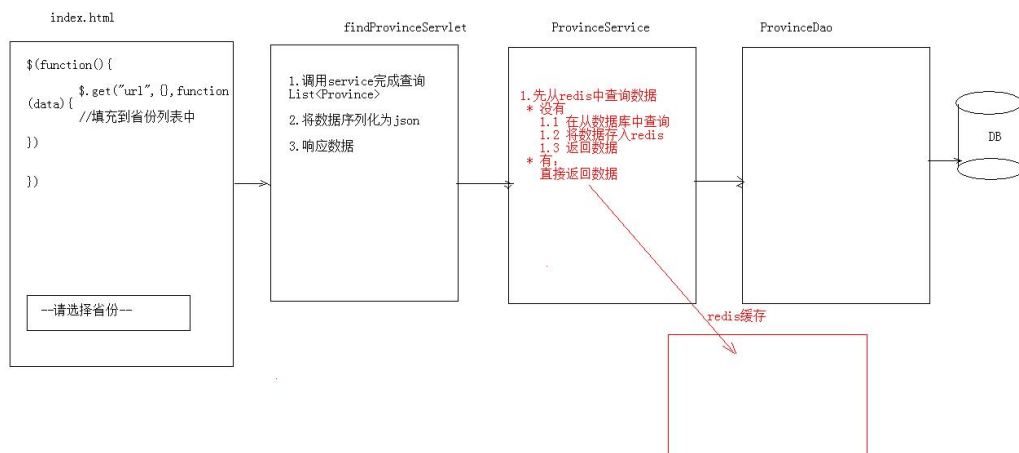 index.html
$(function(){
$.get("url",{},function
(data){
//填充到省份列表中
})
})
--请选择省份--
findProvinceServlet
1.调用service完成查询
List<Province>
2.将数据序列化为json
3.响应数据
ProvinceService
1.先从redis中查询数据
* 没有
1.1 在从数据库中查询
1.2 将数据存入redis
1.3 返回数据
* 有：
直接返回数据
ProvinceDao
DB
redis缓存